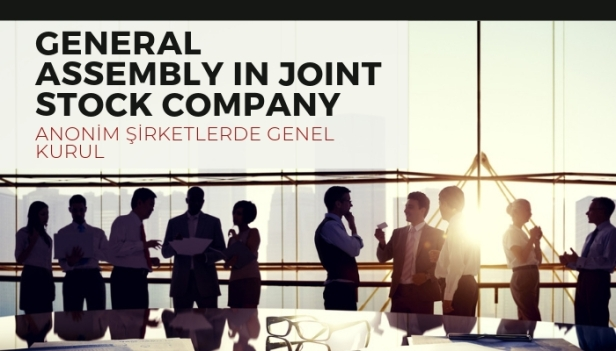 GENERAL
ASSEMBLY IN JOINT
STOCK COMPANY
ANONİM ŞİRKETLERDE GENEL
KURUL